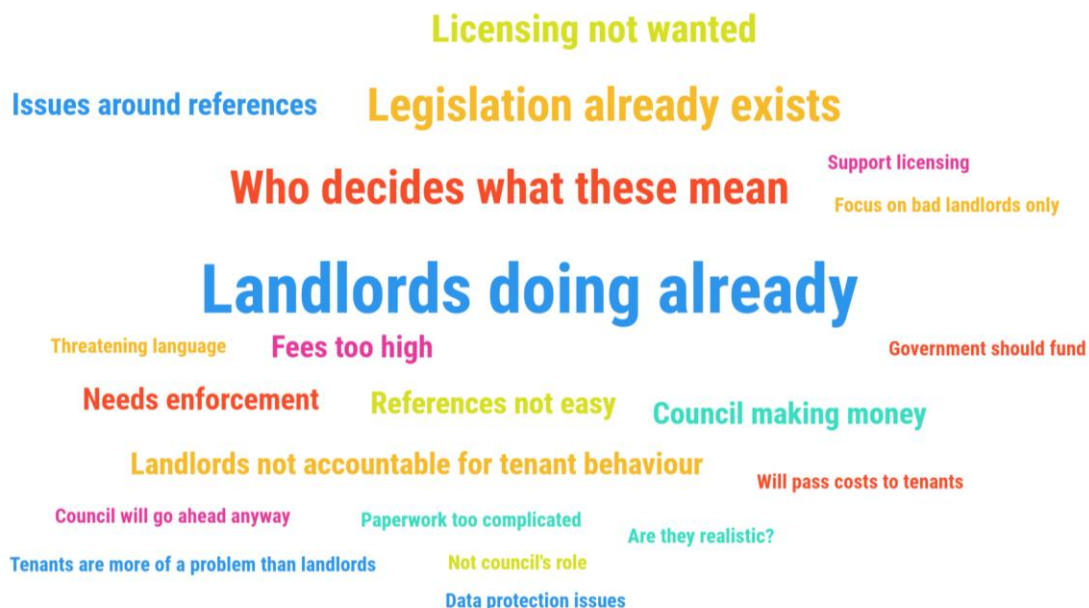 Licensing not wanted
Issues around references
Legislation already exists
Support licensing
Who decides what these mean
Focus on bad landlords only
Landlords doing already
Threatening language
Fees too high
Government should fund
Needs enforcement
References not easy
Council making money
Landlords not accountable for tenant behaviour
Will pass costs to tenants
Council will go ahead anyway
Paperwork too complicated
Are they realistic?
Tenants are more of a problem than landlords
Not council's role
Data protection issues